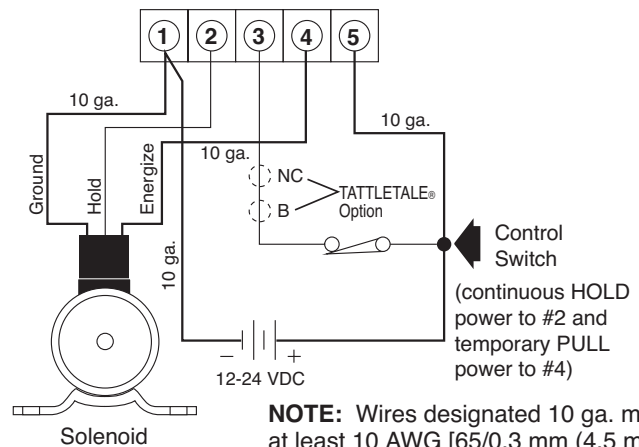 1 2 3 4 5
10 ga.
10 ga.
10 ga.
10 ga.
Ground
Hold
Energize
NC
B
TATTLETALE®
Option
Control
Switch
(continuous HOLD
power to #2 and
temporary PULL
power to #4)
– +
12-24 VDC
Solenoid
NOTE: Wires designated 10 ga. m
at least 10 AWG [65/0.3 mm (4.5 m